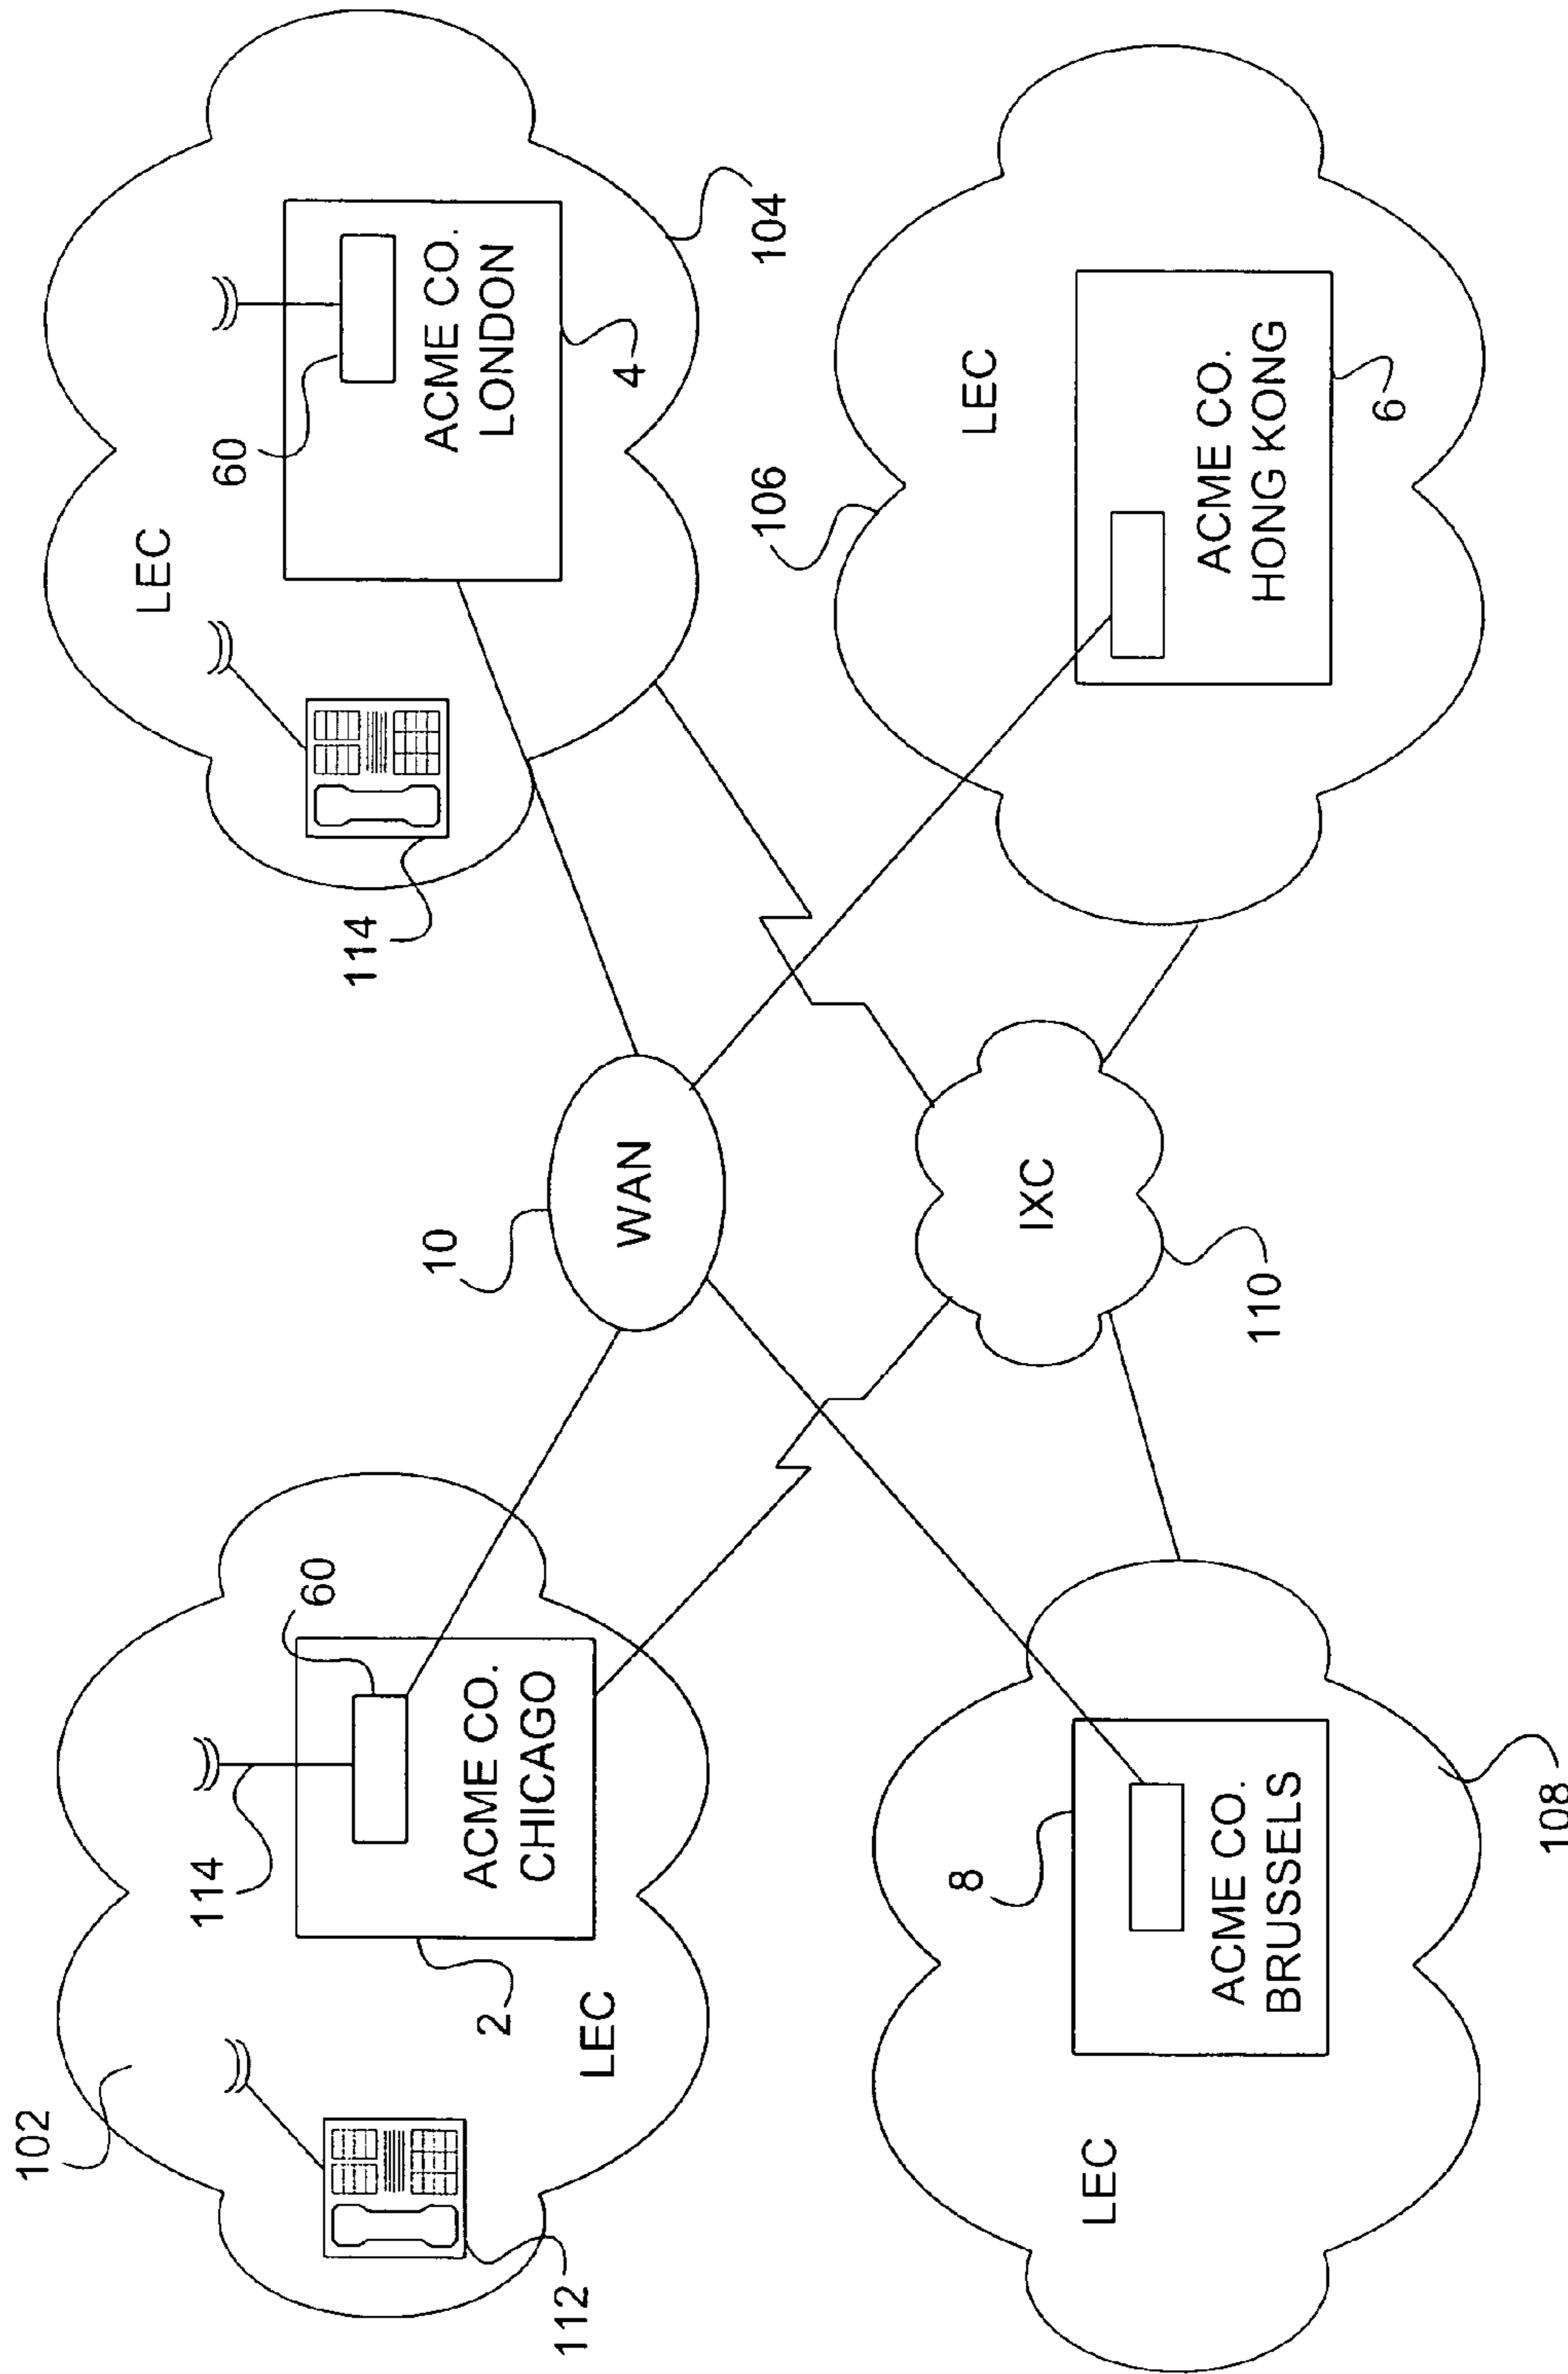 102
114
60
ACME CO.
CHICAGO
2
LEC
112
10
WAN
114
LEC
60
ACME CO.
LONDON
4
104
8
ACME CO.
BRUSSELS
LEC
108
IXC
110
106
LEC
ACME CO.
HONG KONG
6